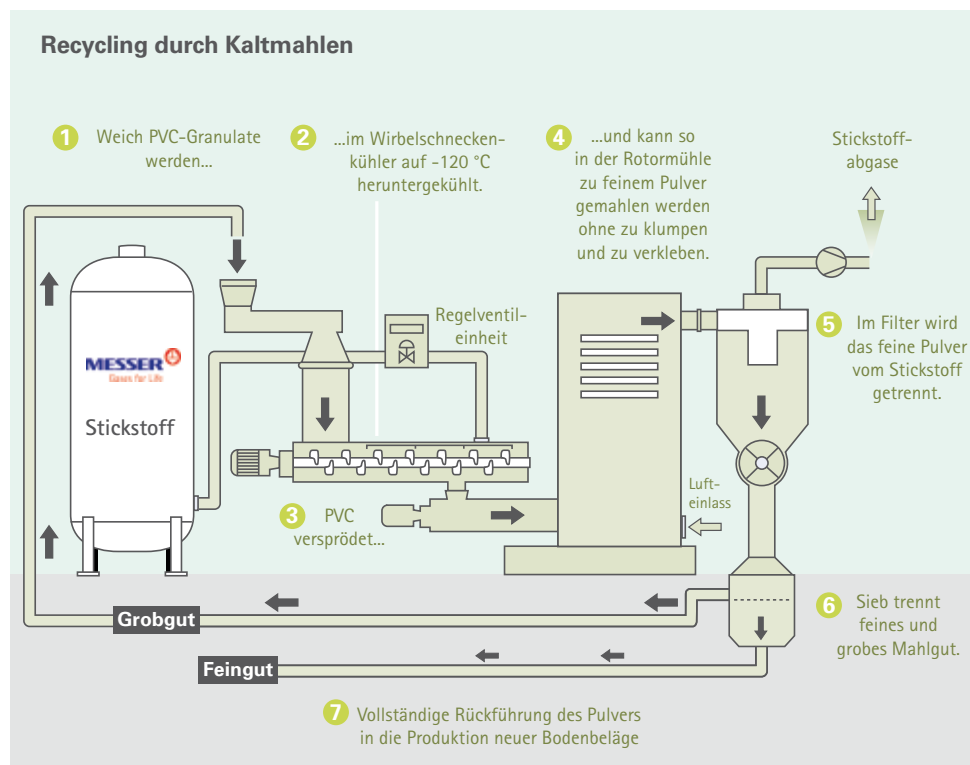 Recycling durch Kaltmahlen
1 Weich PVC-Granulate
werden...
2 ...im Wirbelschnecken-
kühler auf -120 °C
heruntergekühlt.
4 ...und kann so
in der Rotormühle
zu feinem Pulver
gemahlen werden
ohne zu klumpen
und zu verkleben.
Stickstoff-
abgase
Regelventil-
einheit
5 Im Filter wird
das feine Pulver
vom Stickstoff
getrennt.
MESSER
Gases for Life
Stickstoff
Luft-
einlass
3 PVC
versprödet...
Grobgut
6 Sieb trennt
feines und
grobes Mahlgut.
Feingut
7 Vollständige Rückführung des Pulvers
in die Produktion neuer Bodenbeläge